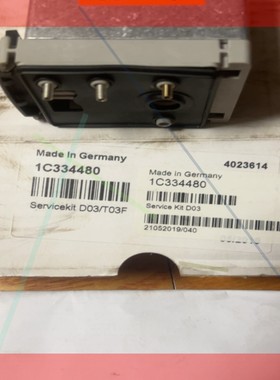 Made in Germany
1C334480
Servicekit D03/T03F
4023614
Made in Germany
1C334480
Service Kit D03
21052019/040